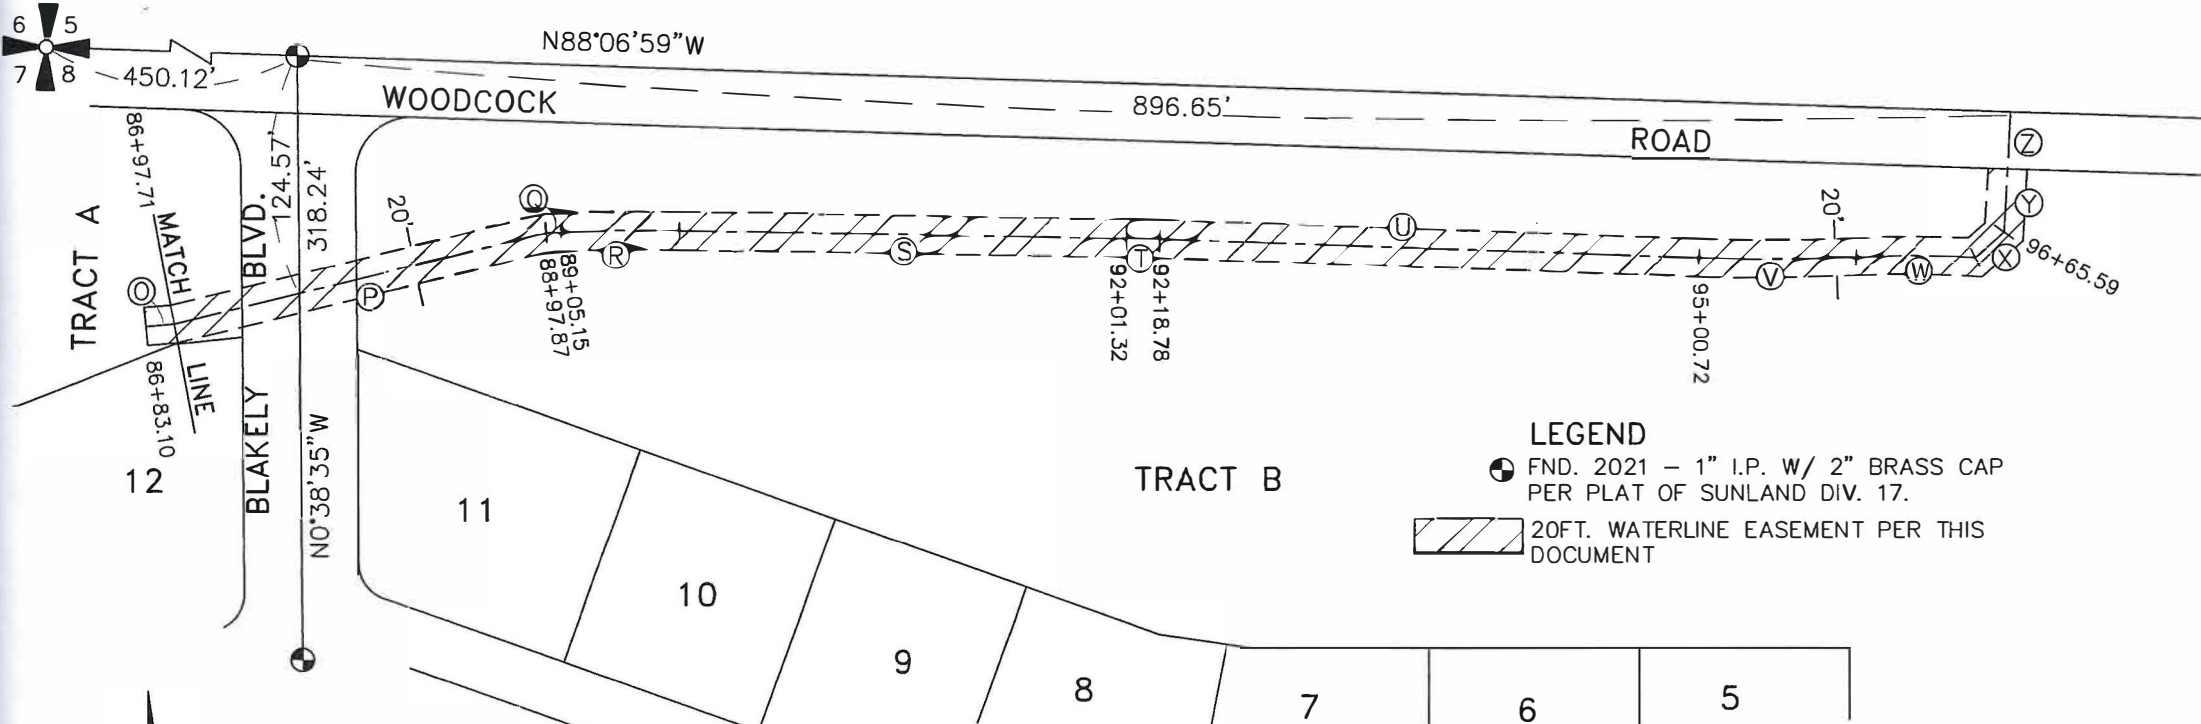 6 5
7 8
450.12'
N88°06'59"W
WOODCOCK
896.65'
ROAD
Z
86+97.71
MATCH
LINE
TRACT A
BLAKELY BLVD.
124.57'
318.24'
N0°38'35"W
20'
Q
R
S
T
U
20'
V
W
X
Y
O
P
86+83.10
88+97.87
89+05.15
92+01.32
92+18.78
95+00.72
96+65.59
12
11
10
9
8
7
6
5
TRACT B
LEGEND
FND. 2021 – 1" I.P. W/ 2" BRASS CAP
PER PLAT OF SUNLAND DIV. 17.
20FT. WATERLINE EASEMENT PER THIS
DOCUMENT